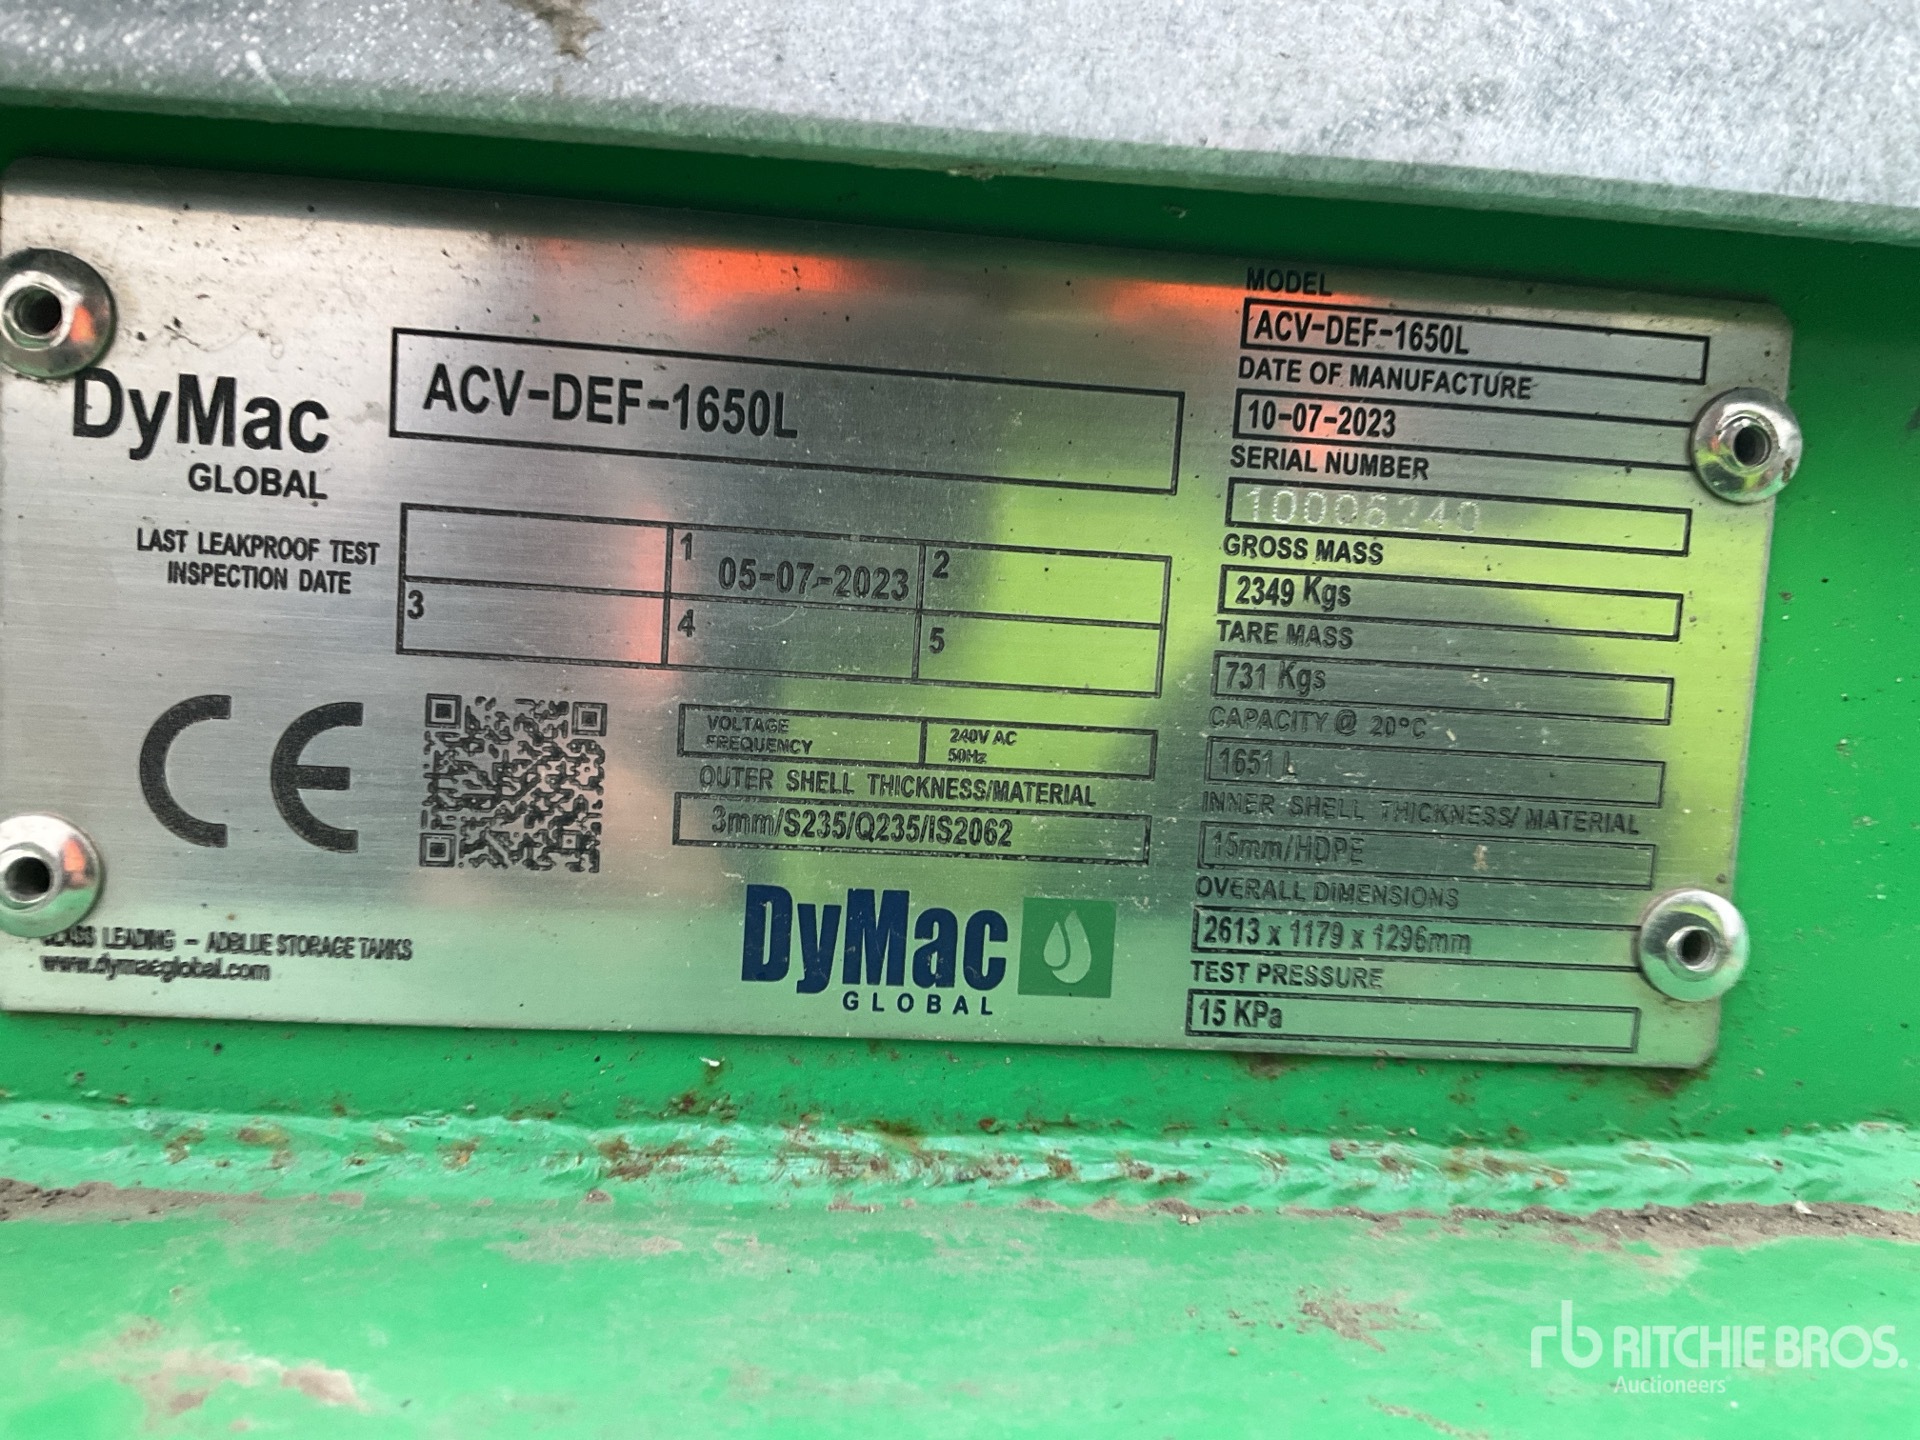 DyMac
GLOBAL
ACV-DEF-1650L
LAST LEAKPROOF TEST
INSPECTION DATE
1
05-07-2023
2
3
4
5
CE
VOLTAGE
FREQUENCY
240V AC
50Hz
OUTER SHELL THICKNESS/MATERIAL
3mm/S235/Q235/IS2062
CLASS LEADING - ADBLUE STORAGE TANKS
www.dymacglobal.com
DyMac
GLOBAL
MODEL
ACV-DEF-1650L
DATE OF MANUFACTURE
10-07-2023
SERIAL NUMBER
10006240
GROSS MASS
2349 Kgs
TARE MASS
731 Kgs
CAPACITY @ 20°C
1651 L
INNER SHELL THICKNESS/ MATERIAL
15mm/HDPE
OVERALL DIMENSIONS
2613 x 1179 x 1296mm
TEST PRESSURE
15 KPa
rb RITCHIE BROS.
Auctioneers